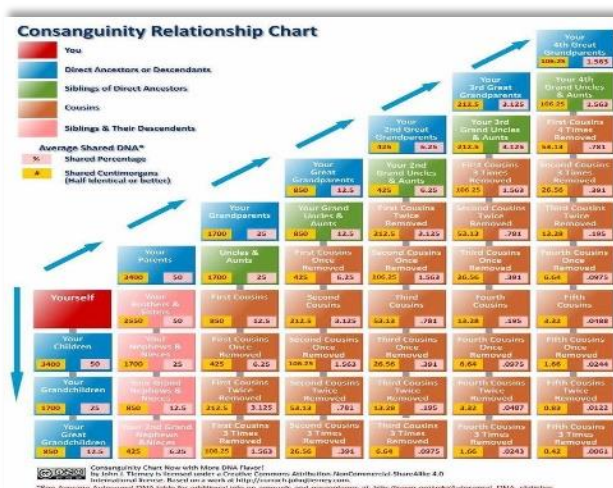 Consanguinity Relationship Chart
You
Direct Ancestors or Descendants
Siblings of Direct Ancestors
Cousins
Siblings & Their Descendents
Average Shared DNA*
% Shared Percentage
# Shared Centimorgans
(Half identical or better)
Your
4th Great
Grandparents
106.25 1.563
Your
3rd Great
Grandparents
212.5 3.125
Your 4th
Grand Uncles
& Aunts
106.25 1.563
Your
2nd Great
Grandparents
425 6.25
Your 3rd
Grand Uncles
& Aunts
212.5 3.125
First Cousins
4 Times
Removed
53.13 .781
Your
Great
Grandparents
850 12.5
Your 2nd
Grand Uncles
& Aunts
425 6.25
First Cousins
3 Times
Removed
106.25 1.563
Second Cousins
3 Times
Removed
26.56 .391
Your
Grandparents
1700 25
Your Grand
Uncles &
Aunts
850 12.5
First Cousins
Twice
Removed
212.5 3.125
Second Cousins
Twice
Removed
53.13 .781
Third Cousins
Twice
Removed
13.28 .195
Your
Parents
3400 50
Uncles &
Aunts
1700 25
First Cousins
Once
Removed
425 6.25
Second Cousins
Once
Removed
106.25 1.563
Third Cousins
Once
Removed
26.56 .391
Fourth Cousins
Once
Removed
6.64 .0975
Yourself
Your
Brothers &
Sisters
2550 50
First Cousins
850 12.5
Second
Cousins
212.5 3.125
Third
Cousins
53.13 .781
Fourth
Cousins
13.28 .195
Fifth
Cousins
3.32 .0488
Your
Children
3400 50
Your
Nephews &
Nieces
1700 25
First Cousins
Once
Removed
425 6.25
Second Cousins
Once
Removed
106.25 1.563
Third Cousins
Once
Removed
26.56 .391
Fourth Cousins
Once
Removed
6.64 .0975
Fifth Cousins
Once
Removed
1.66 .0244
Your
Grandchildren
1700 25
Your Grand
Nephews &
Nieces
850 12.5
First Cousins
Twice
Removed
212.5 3.125
Second Cousins
Twice
Removed
53.13 .781
Third Cousins
Twice
Removed
13.28 .195
Fourth Cousins
Twice
Removed
3.32 .0487
Fifth Cousins
Twice
Removed
0.83 .0122
Your
Great
Grandchildren
850 12.5
Your 2nd Grand
Nephews &
Nieces
425 6.25
First Cousins
3 Times
Removed
106.25 1.563
Second Cousins
3 Times
Removed
26.56 .391
Third Cousins
3 Times
Removed
6.64 .0975
Fourth Cousins
3 Times
Removed
1.66 .0243
Fifth Cousins
3 Times
Removed
0.42 .0061
Consanguinity Chart Now with More DNA Flavor!
by John J. Tierney is licensed under a Creative Commons Attribution-NonCommercial-ShareAlike 4.0
International license. Based on a work at